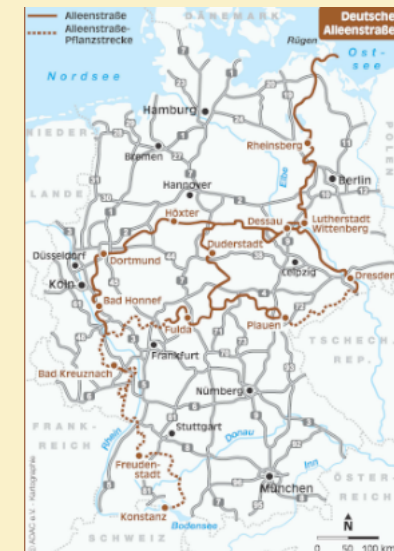 Alleenstraße
Alleenstraße-
Pflanzstrecke
DÄNEMARK
Deutsche
Alleenstraße
Rügen
Ost-
see
Nordsee
Hamburg
Rheinsberg
Bremen
NIEDER
LANDE
POLEN
Elbe
Berlin
Hannover
Höxter
Dessau
Lutherstadt
Wittenberg
Düsseldorf
Dortmund
Duderstadt
Leipzig
Dresden
Köln
Bad Honnef
Fulda
Plauen
Frankfurt
TSCHECH.
REP.
Bad Kreuznach
Nürnberg
FRANK-
REICH
Rhein
Stuttgart
Donau
Freuden-
stadt
Inn
München
ÖSTER-
REICH
Konstanz
Bodensee
SCHWEIZ
N
0 50 100 km
© ADAC e.V. - Kartographie